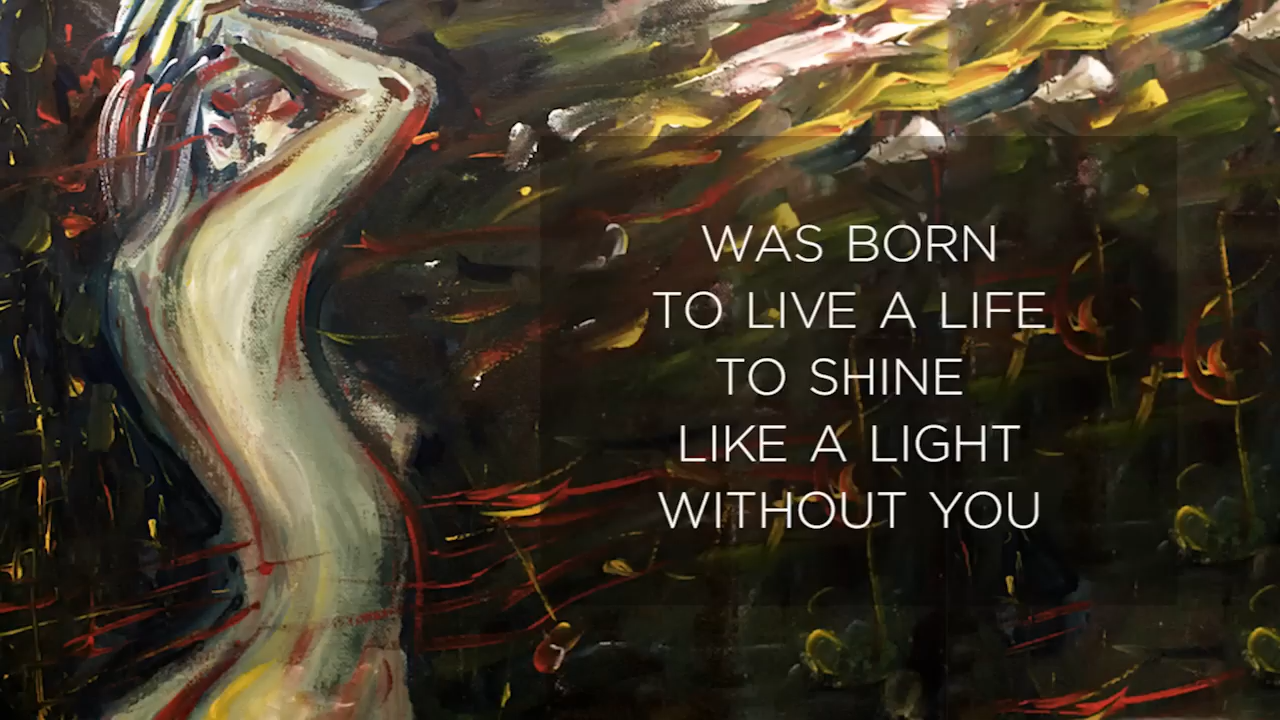 WAS BORN
TO LIVE A LIFE
TO SHINE
LIKE A LIGHT
WITHOUT YOU